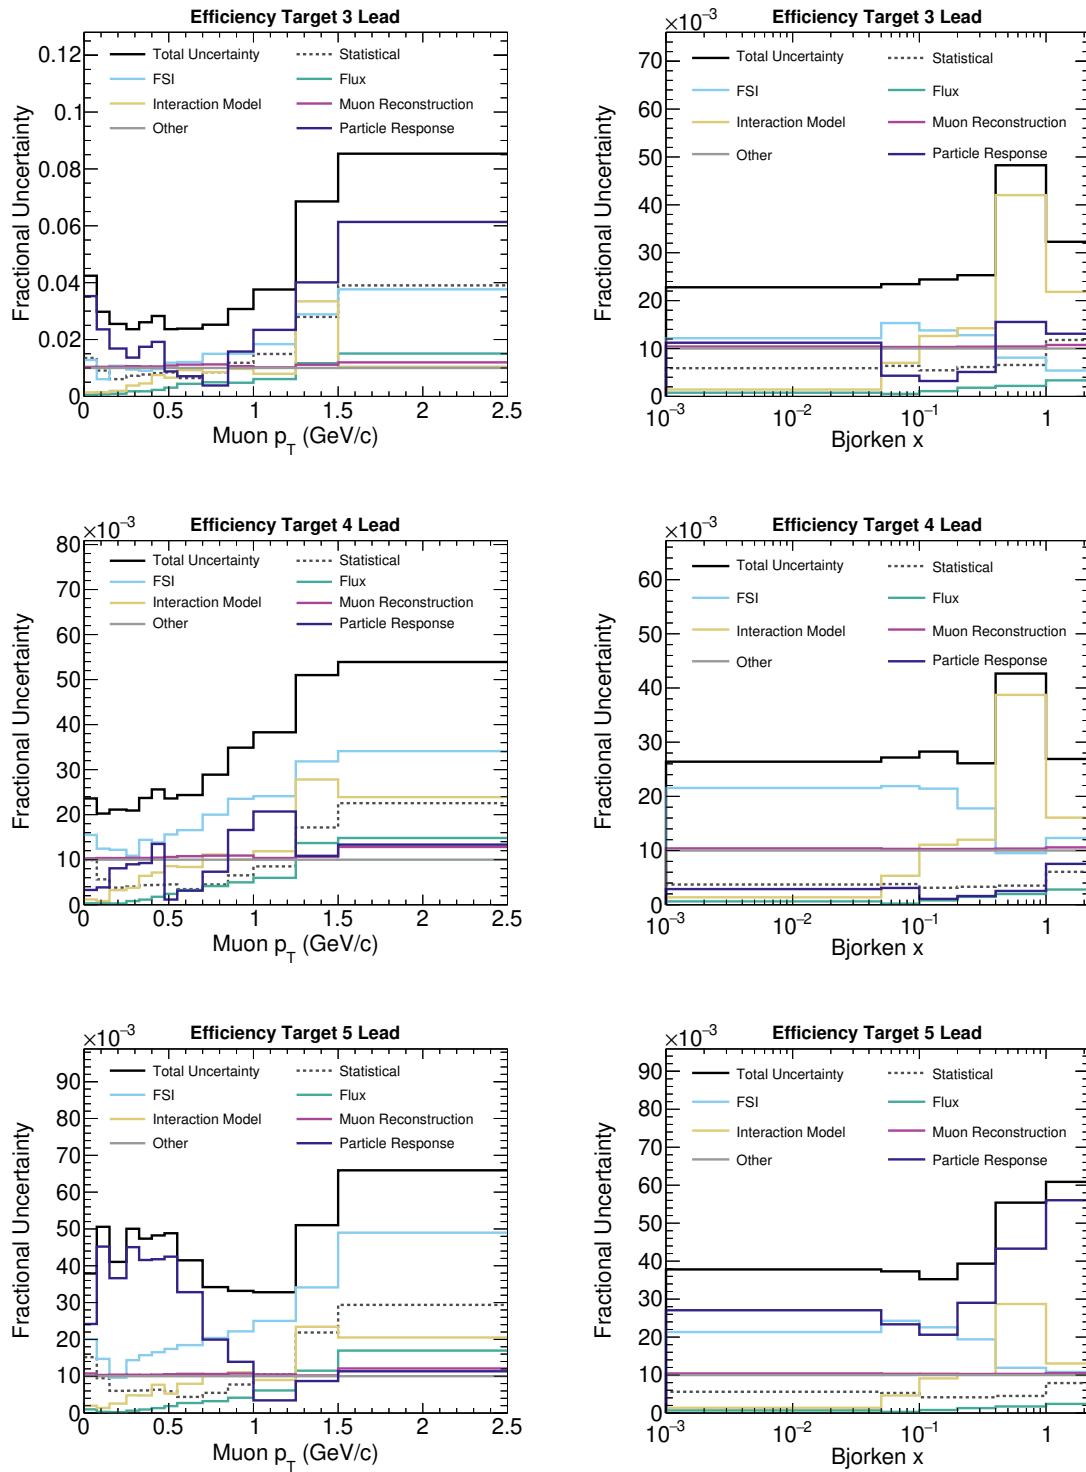 Efficiency Target 3 Lead
Fractional Uncertainty
0.12
0.1
0.08
0.06
0.04
0.02
0
Total Uncertainty
FSI
Interaction Model
Other
Statistical
Flux
Muon Reconstruction
Particle Response
0 0.5 1 1.5 2 2.5
Muon p_T (GeV/c)
×10⁻³
Efficiency Target 3 Lead
Fractional Uncertainty
70
60
50
40
30
20
10
0
Total Uncertainty
FSI
Interaction Model
Other
Statistical
Flux
Muon Reconstruction
Particle Response
10⁻³ 10⁻² 10⁻¹ 1
Bjorken x
×10⁻³
Efficiency Target 4 Lead
Fractional Uncertainty
80
70
60
50
40
30
20
10
0
Total Uncertainty
FSI
Interaction Model
Other
Statistical
Flux
Muon Reconstruction
Particle Response
0 0.5 1 1.5 2 2.5
Muon p_T (GeV/c)
×10⁻³
Efficiency Target 4 Lead
Fractional Uncertainty
60
50
40
30
20
10
0
Total Uncertainty
FSI
Interaction Model
Other
Statistical
Flux
Muon Reconstruction
Particle Response
10⁻³ 10⁻² 10⁻¹ 1
Bjorken x
×10⁻³
Efficiency Target 5 Lead
Fractional Uncertainty
90
80
70
60
50
40
30
20
10
0
Total Uncertainty
FSI
Interaction Model
Other
Statistical
Flux
Muon Reconstruction
Particle Response
0 0.5 1 1.5 2 2.5
Muon p_T (GeV/c)
×10⁻³
Efficiency Target 5 Lead
Fractional Uncertainty
90
80
70
60
50
40
30
20
10
0
Total Uncertainty
FSI
Interaction Model
Other
Statistical
Flux
Muon Reconstruction
Particle Response
10⁻³ 10⁻² 10⁻¹ 1
Bjorken x